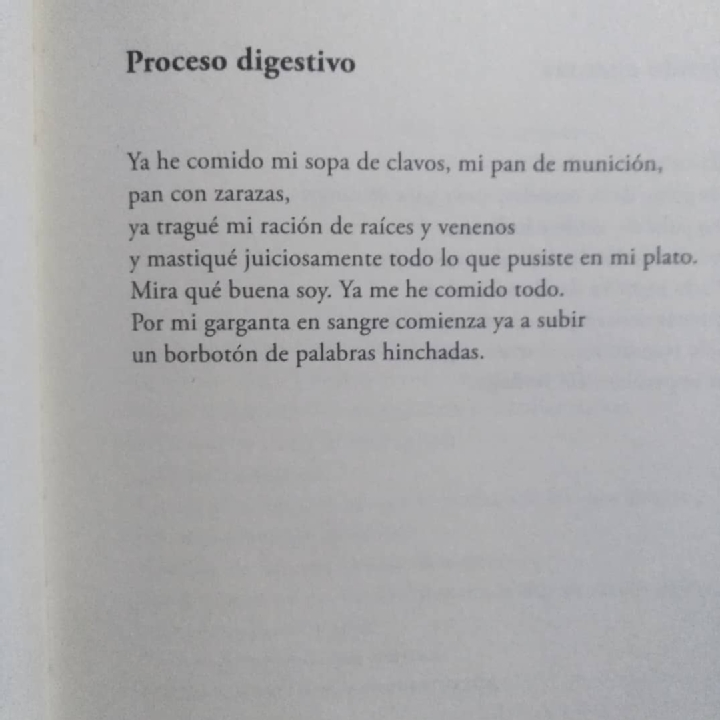 Proceso digestivo
Ya he comido mi sopa de clavos, mi pan de munición,
pan con zarazas,
ya tragué mi ración de raíces y venenos
y mastiqué juiciosamente todo lo que pusiste en mi plato.
Mira qué buena soy. Ya me he comido todo.
Por mi garganta en sangre comienza ya a subir
un borbotón de palabras hinchadas.